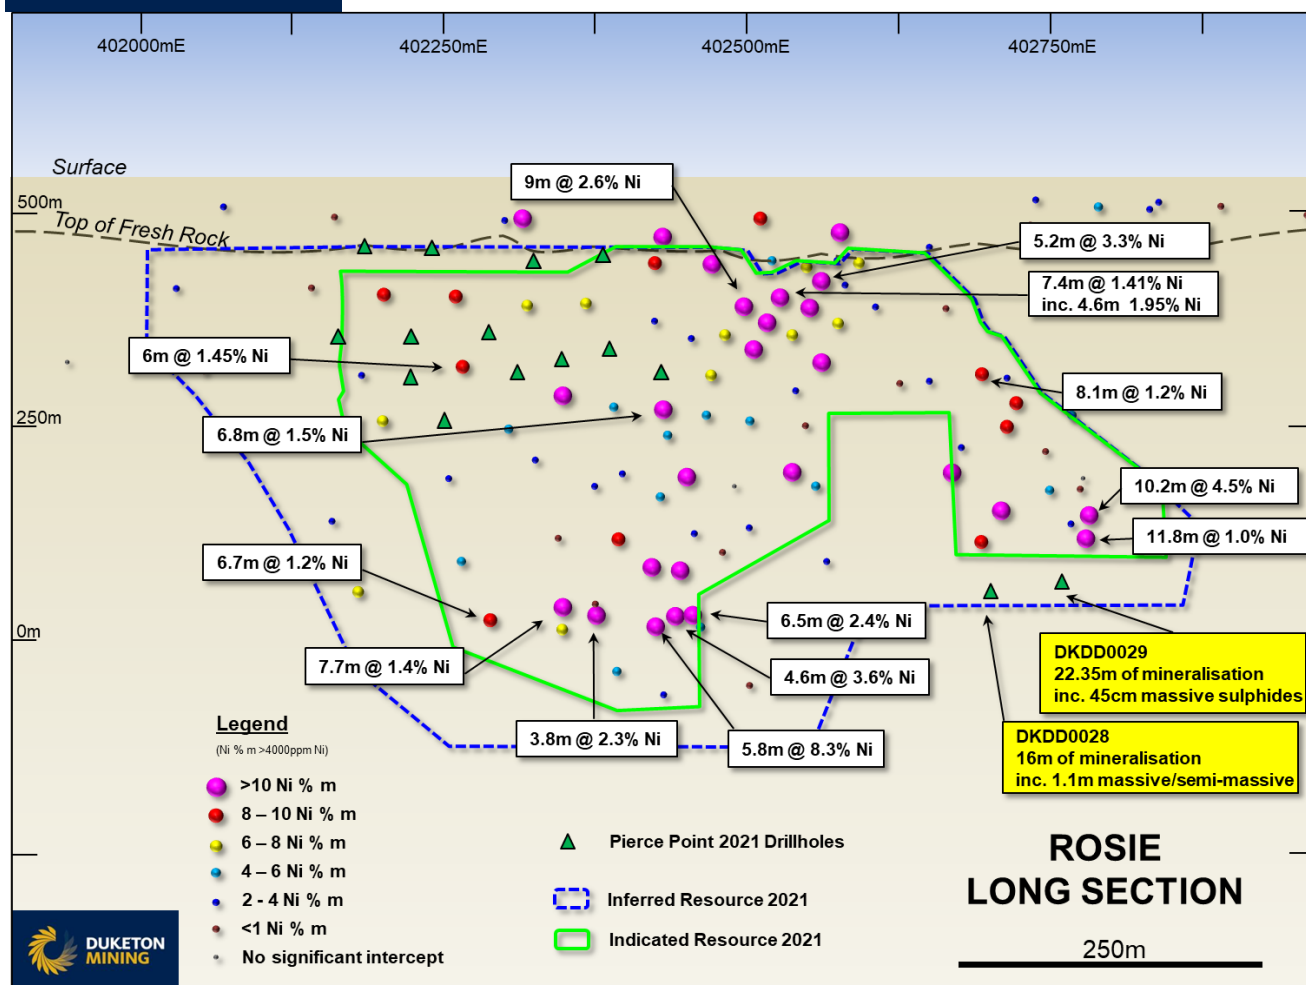 402000mE
402250mE
402500mE
402750mE
Surface
500m
Top of Fresh Rock
9m @ 2.6% Ni
5.2m @ 3.3% Ni
7.4m @ 1.41% Ni
inc. 4.6m 1.95% Ni
6m @ 1.45% Ni
8.1m @ 1.2% Ni
250m
6.8m @ 1.5% Ni
10.2m @ 4.5% Ni
11.8m @ 1.0% Ni
6.7m @ 1.2% Ni
0m
6.5m @ 2.4% Ni
7.7m @ 1.4% Ni
4.6m @ 3.6% Ni
3.8m @ 2.3% Ni
5.8m @ 8.3% Ni
DKDD0029
22.35m of mineralisation
inc. 45cm massive sulphides
DKDD0028
16m of mineralisation
inc. 1.1m massive/semi-massive
Legend
(Ni % m >4000ppm Ni)
>10 Ni % m
8 – 10 Ni % m
6 – 8 Ni % m
4 – 6 Ni % m
2 - 4 Ni % m
<1 Ni % m
No significant intercept
Pierce Point 2021 Drillholes
Inferred Resource 2021
Indicated Resource 2021
ROSIE
LONG SECTION
250m
DUKETON
MINING